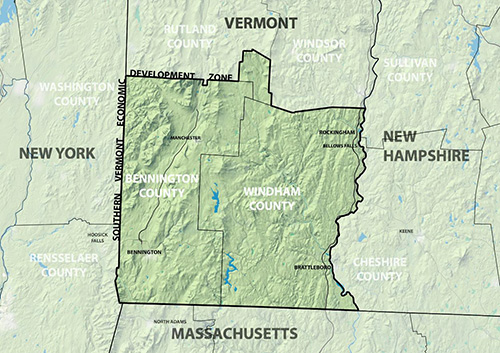 VERMONT
RUTLAND
COUNTY
WINDSOR
COUNTY
SULLIVAN
COUNTY
WASHINGTON
COUNTY
SOUTHERN VERMONT ECONOMIC
DEVELOPMENT ZONE
MANCHESTER
ROCKINGHAM
BELLOWS FALLS
NEW YORK
NEW
HAMPSHIRE
BENNINGTON
COUNTY
WINDHAM
COUNTY
HOOSICK
FALLS
KEENE
RENSSELAER
COUNTY
BENNINGTON
BRATTLEBORO
CHESHIRE
COUNTY
NORTH ADAMS
MASSACHUSETTS